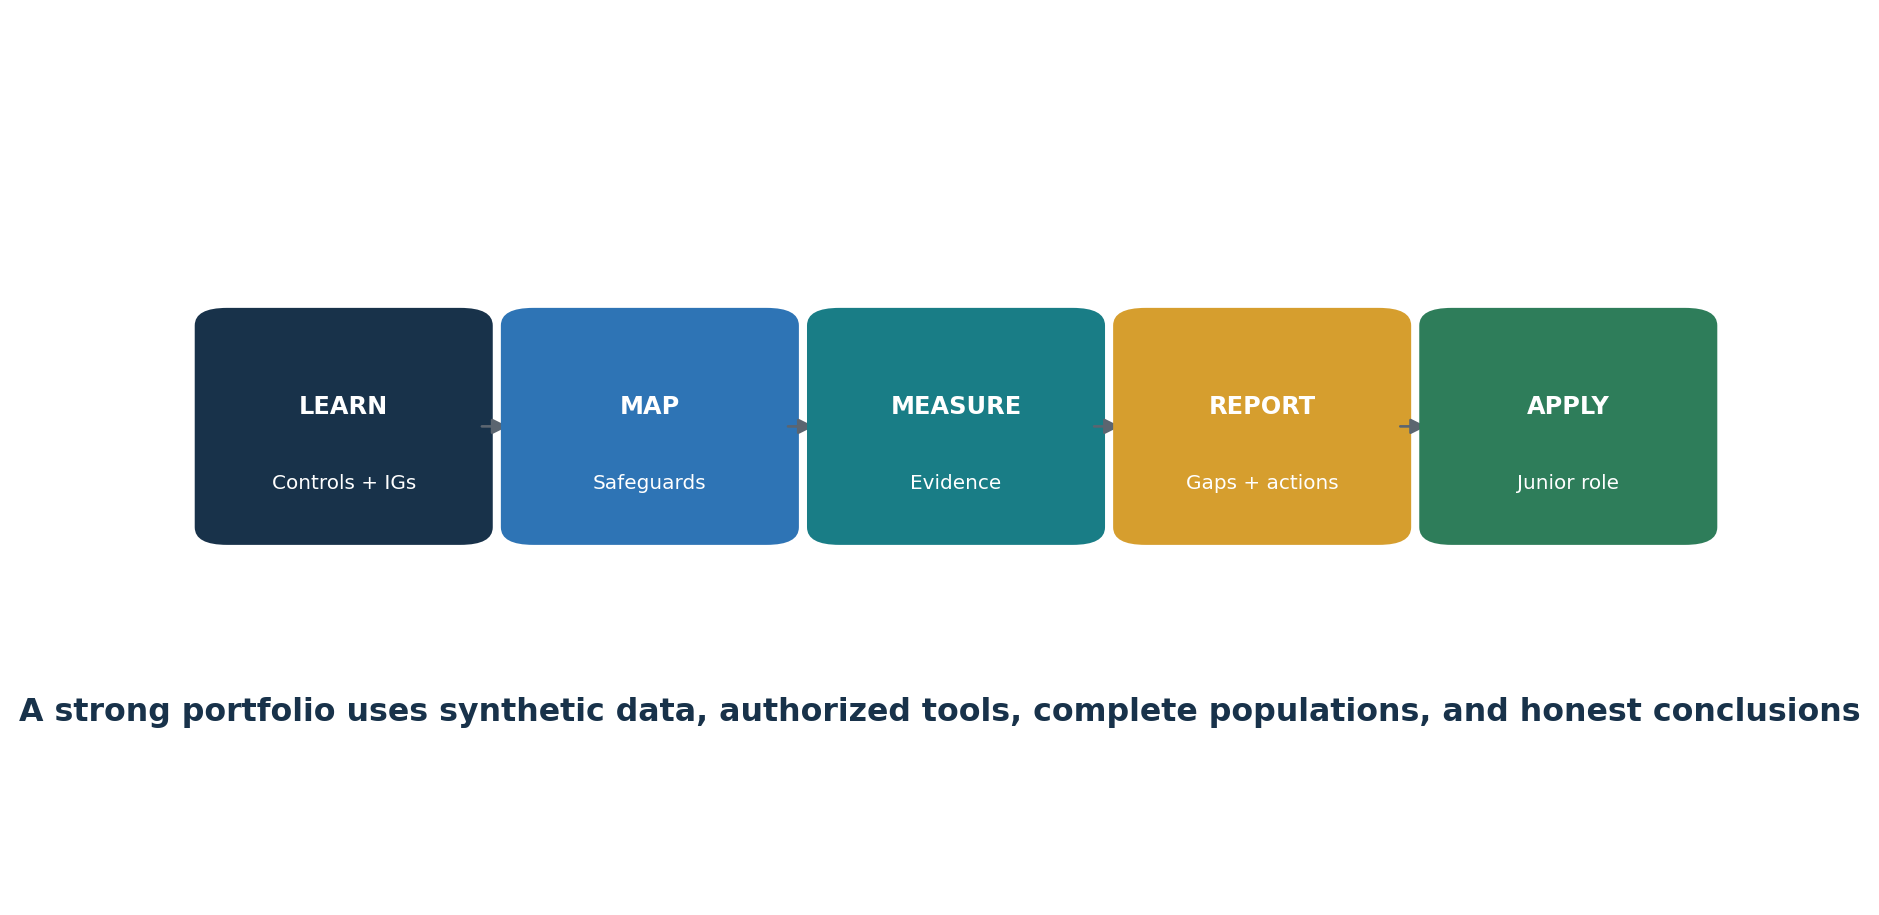 LEARN
Controls + IGs
MAP
Safeguards
MEASURE
Evidence
REPORT
Gaps + actions
APPLY
Junior role
A strong portfolio uses synthetic data, authorized tools, complete populations, and honest conclusions